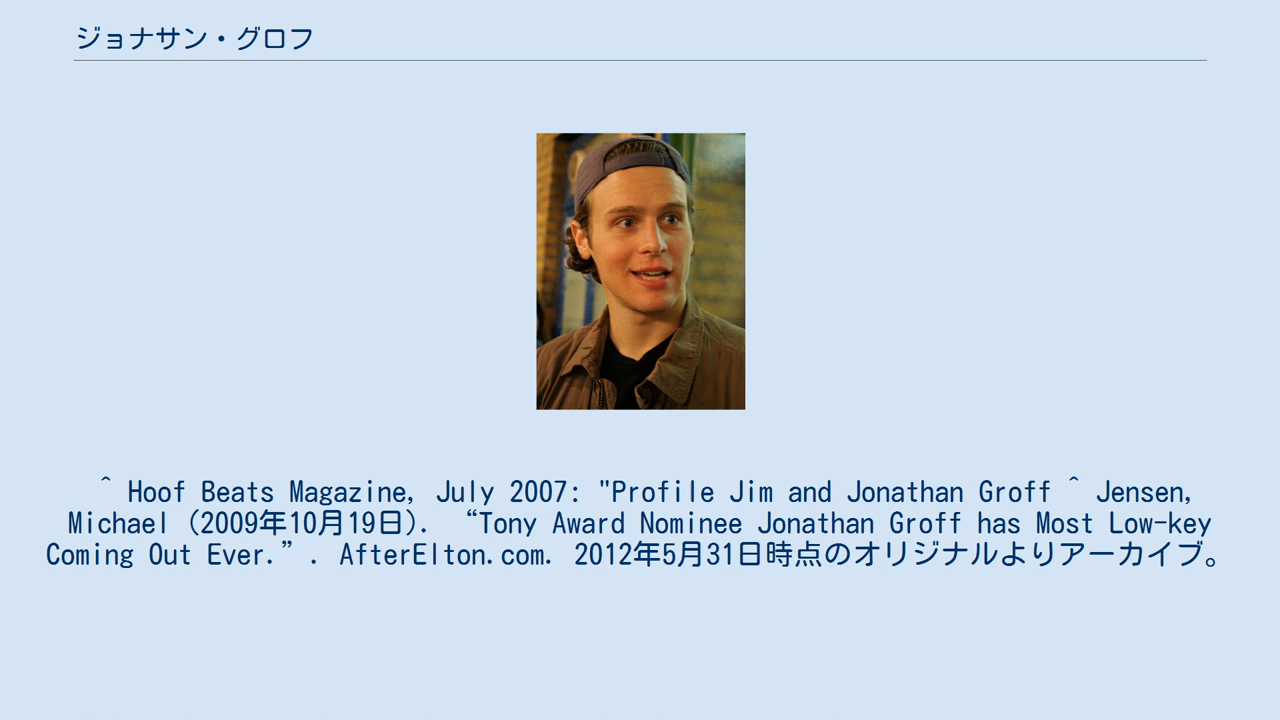 ジョナサン・グロフ
^ Hoof Beats Magazine, July 2007: "Profile Jim and Jonathan Groff ^ Jensen,
Michael (2009年10月19日). “Tony Award Nominee Jonathan Groff has Most Low-key
Coming Out Ever.”. AfterElton.com. 2012年5月31日時点のオリジナルよりアーカイブ。